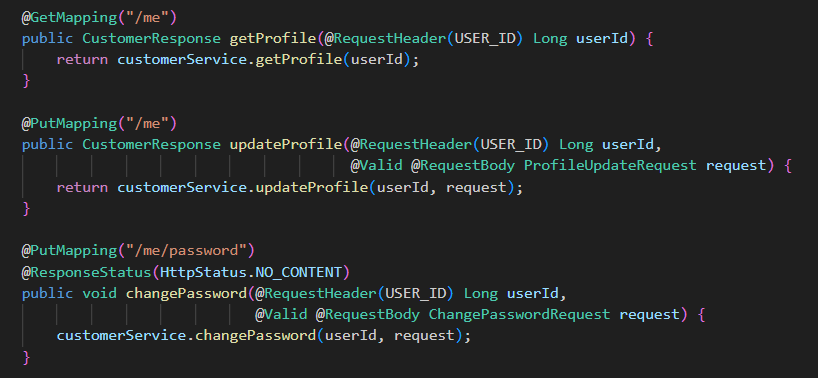 @GetMapping("/me")
public CustomerResponse getProfile(@RequestHeader(USER_ID) Long userId) {
    return customerService.getProfile(userId);
}

@PutMapping("/me")
public CustomerResponse updateProfile(@RequestHeader(USER_ID) Long userId,
                                      @Valid @RequestBody ProfileUpdateRequest request) {
    return customerService.updateProfile(userId, request);
}

@PutMapping("/me/password")
@ResponseStatus(HttpStatus.NO_CONTENT)
public void changePassword(@RequestHeader(USER_ID) Long userId,
                           @Valid @RequestBody ChangePasswordRequest request) {
    customerService.changePassword(userId, request);
}